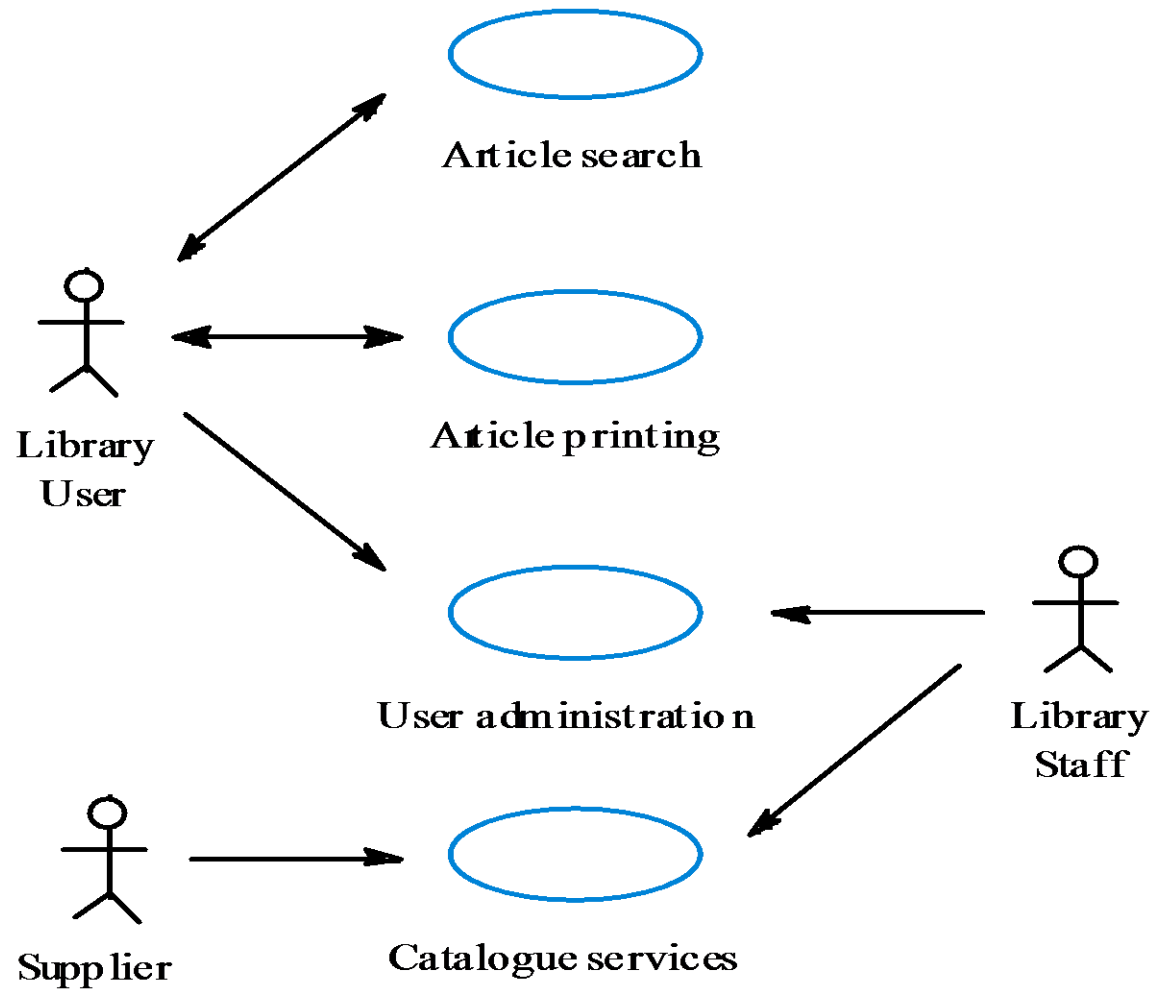 Article search
Article printing
Library
User
User administration
Library
Staff
Supplier
Catalogue services